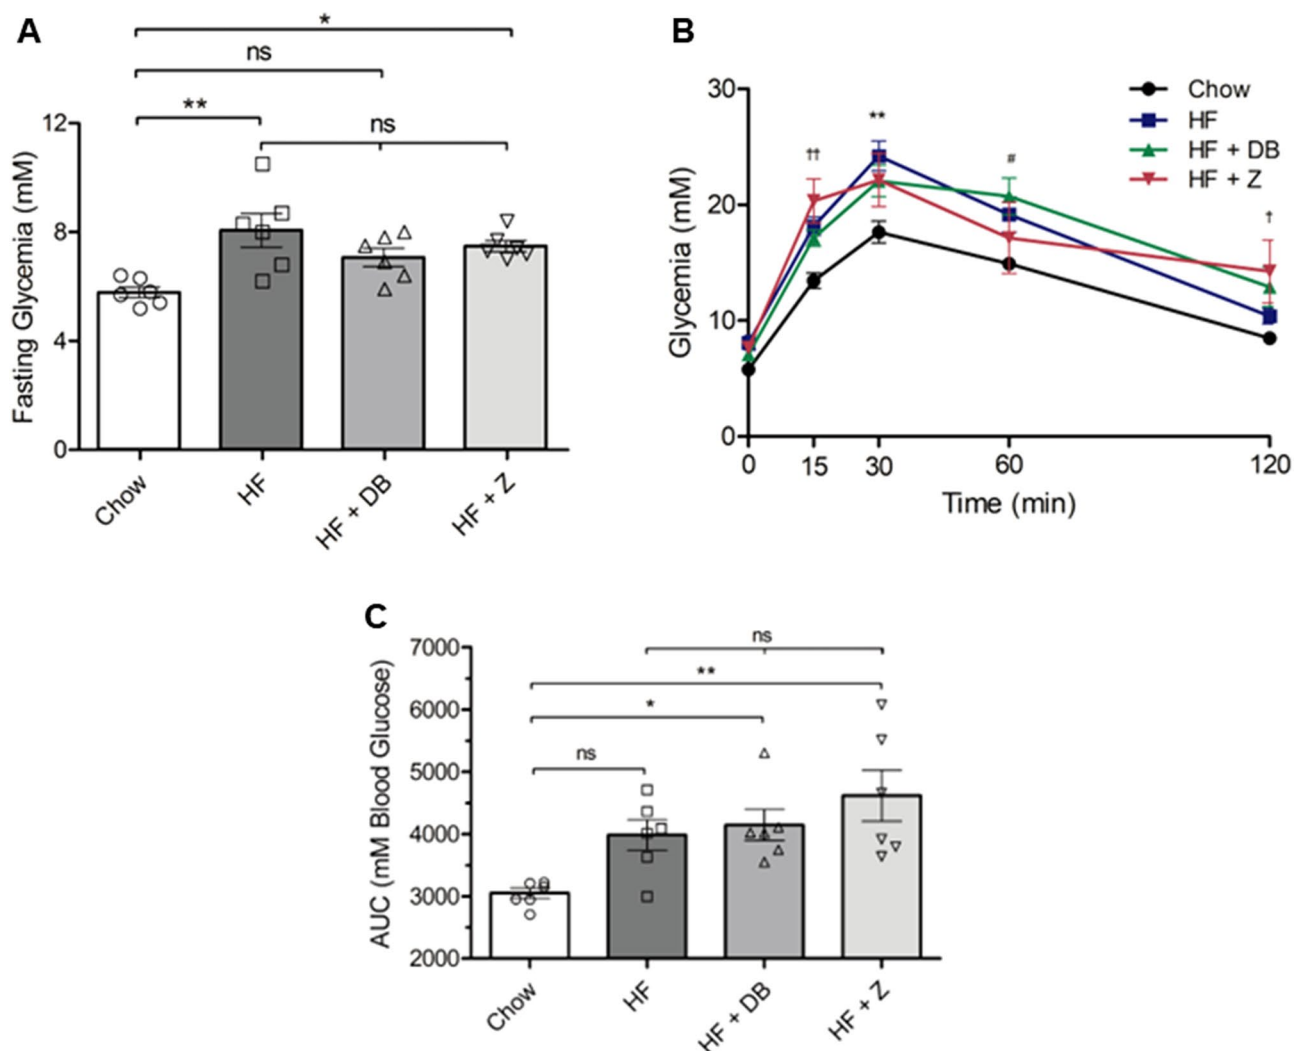 A
*
ns
**
ns
Fasting Glycemia (mM)
12
8
4
0
Chow
HF
HF + DB
HF + Z
B
Chow
HF
HF + DB
HF + Z
††
**
#
†
Glycemia (mM)
30
20
10
0
0 15 30 60 120
Time (min)
C
ns
**
*
ns
AUC (mM Blood Glucose)
7000
6000
5000
4000
3000
2000
Chow
HF
HF + DB
HF + Z